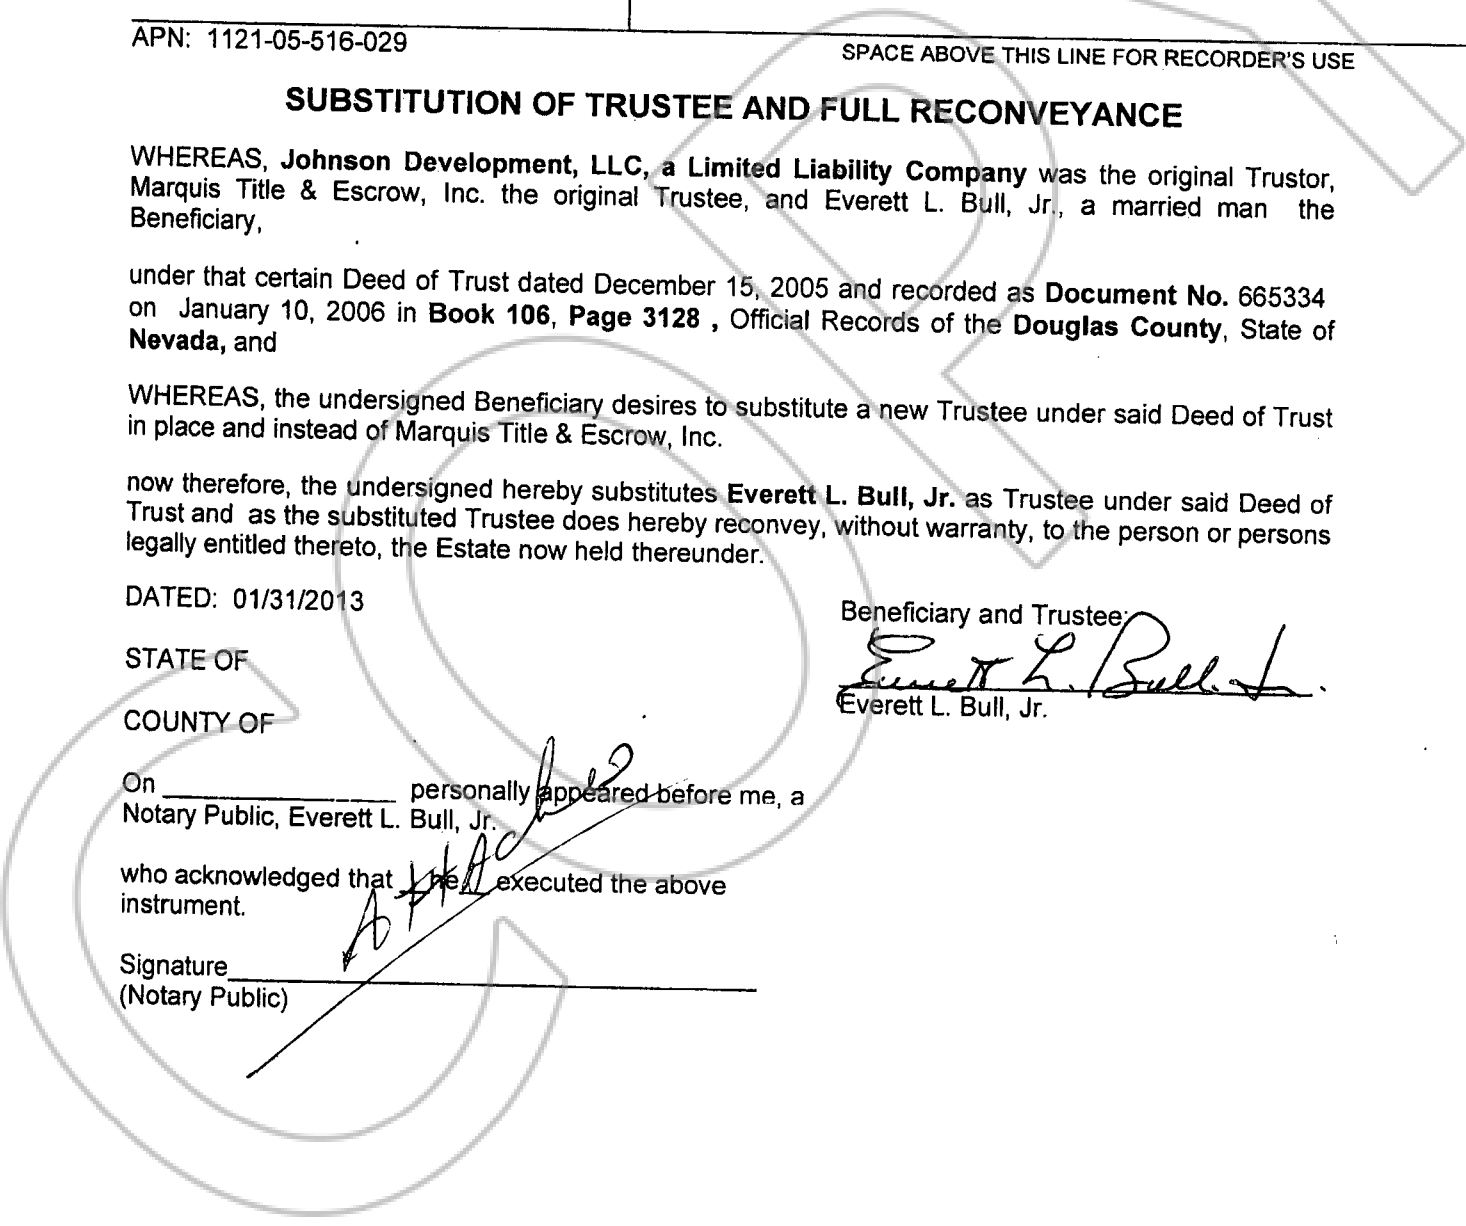 APN: 1121-05-516-029
SPACE ABOVE THIS LINE FOR RECORDER'S USE
SUBSTITUTION OF TRUSTEE AND FULL RECONVEYANCE
WHEREAS, Johnson Development, LLC, a Limited Liability Company was the original Trustor,
Marquis Title & Escrow, Inc. the original Trustee, and Everett L. Bull, Jr., a married man the
Beneficiary,
under that certain Deed of Trust dated December 15, 2005 and recorded as Document No. 665334
on January 10, 2006 in Book 106, Page 3128 , Official Records of the Douglas County, State of
Nevada, and
WHEREAS, the undersigned Beneficiary desires to substitute a new Trustee under said Deed of Trust
in place and instead of Marquis Title & Escrow, Inc.
now therefore, the undersigned hereby substitutes Everett L. Bull, Jr. as Trustee under said Deed of
Trust and as the substituted Trustee does hereby reconvey, without warranty, to the person or persons
legally entitled thereto, the Estate now held thereunder.
DATED: 01/31/2013
Beneficiary and Trustee:
Everett L. Bull. Jr.
Everett L. Bull, Jr.
STATE OF
COUNTY OF
On ________________ personally appeared before me, a
Notary Public, Everett L. Bull, Jr.
who acknowledged that he executed the above
instrument.
Attached
Signature
(Notary Public)
COPY